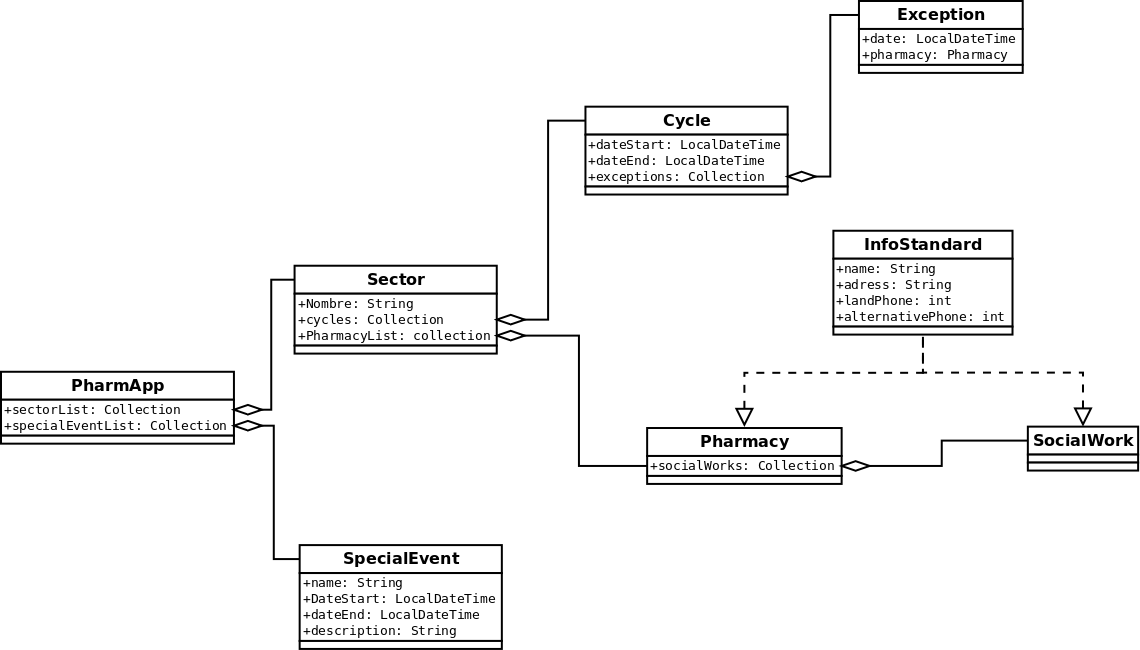 Exception
+date: LocalDateTime
+pharmacy: Pharmacy
Cycle
+dateStart: LocalDateTime
+dateEnd: LocalDateTime
+exceptions: Collection
InfoStandard
+name: String
+adress: String
+landPhone: int
+alternativePhone: int
Sector
+Nombre: String
+cycles: Collection
+PharmacyList: collection
PharmApp
+sectorList: Collection
+specialEventList: Collection
Pharmacy
+socialWorks: Collection
SocialWork
SpecialEvent
+name: String
+DateStart: LocalDateTime
+dateEnd: LocalDateTime
+description: String